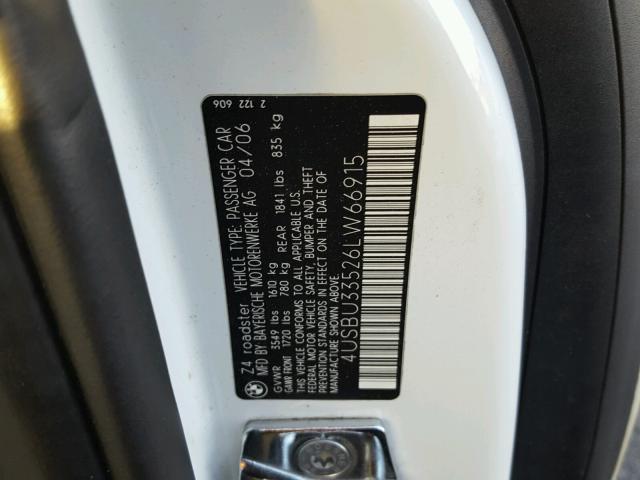 Z4 roadster VEHICLE TYPE: PASSENGER CAR
MFD BY BAYERISCHE MOTORENWERKE AG 04/06
GVWR 3549 lbs 1610 kg
GAWR FRONT 1720 lbs 780 kg REAR 1841 lbs 835 kg
THIS VEHICLE CONFORMS TO ALL APPLICABLE U.S.
FEDERAL MOTOR VEHICLE SAFETY, BUMPER AND THEFT
PREVENTION STANDARDS IN EFFECT ON THE DATE OF
MANUFACTURE SHOWN ABOVE.
4USBU33526LW66915
2 122 606